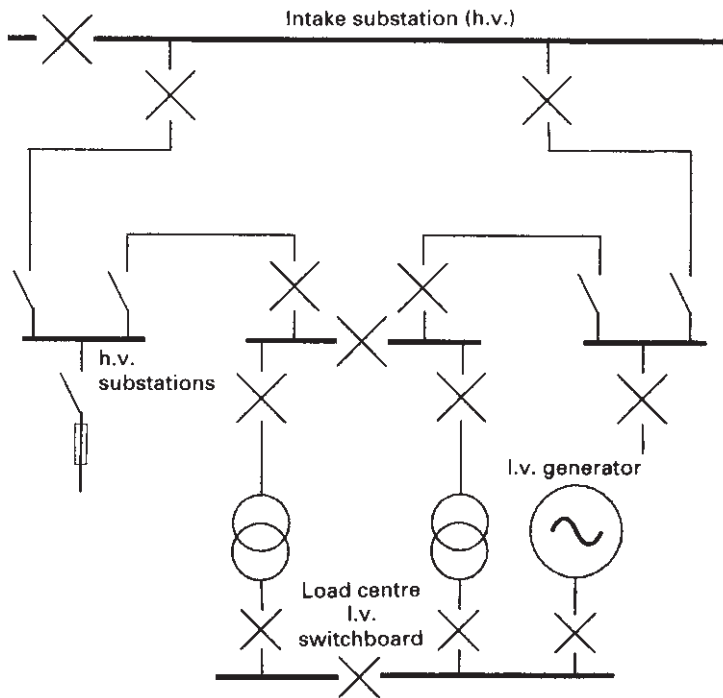 Intake substation (h.v.)
h.v.
substations
l.v. generator
Load centre
l.v.
switchboard